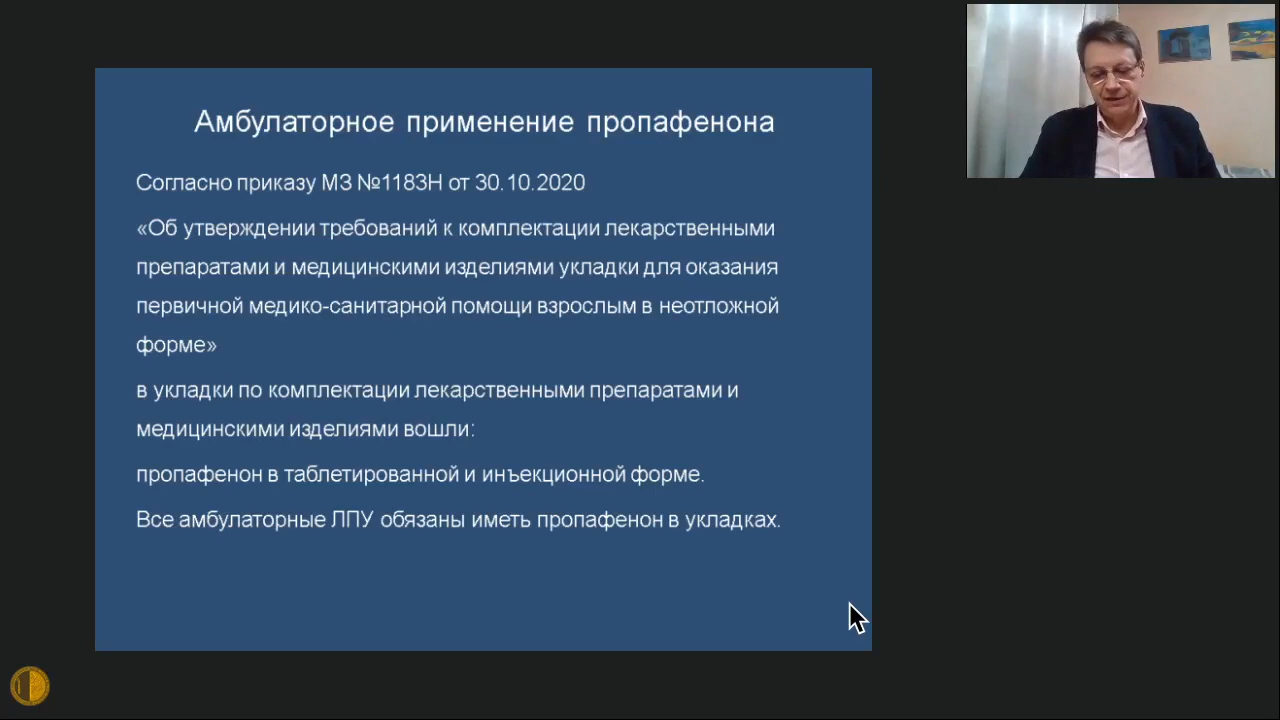 Амбулаторное применение пропафенона
Согласно приказу МЗ №1183Н от 30.10.2020
«Об утверждении требований к комплектации лекарственными
препаратами и медицинскими изделиями укладки для оказания
первичной медико-санитарной помощи взрослым в неотложной
форме»
в укладки по комплектации лекарственными препаратами и
медицинскими изделиями вошли:
пропафенон в таблетированной и инъекционной форме.
Все амбулаторные ЛПУ обязаны иметь пропафенон в укладках.